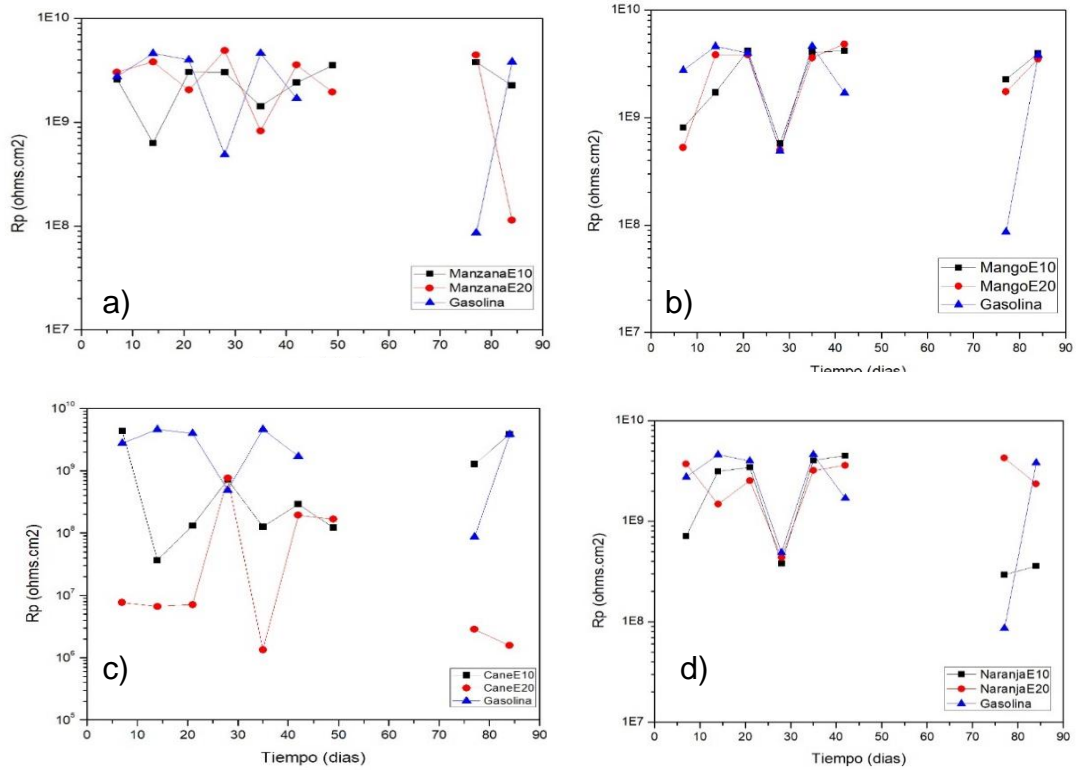 1E10
1E9
1E8
1E7
Rp (ohms.cm2)
a)
ManzanaE10
ManzanaE20
Gasolina
0 10 20 30 40 50 60 70 80 90
1E10
1E9
1E8
1E7
Rp (ohms.cm2)
b)
MangoE10
MangoE20
Gasolina
0 10 20 30 40 50 60 70 80 90
Tiempo (dias)
10^10
10^9
10^8
10^7
10^6
10^5
Rp (ohms.cm2)
c)
CaneE10
CaneE20
Gasolina
0 10 20 30 40 50 60 70 80 90
Tiempo (dias)
1E10
1E9
1E8
1E7
Rp (ohms.cm2)
d)
NaranjaE10
NaranjaE20
Gasolina
0 10 20 30 40 50 60 70 80 90
Tiempo (dias)